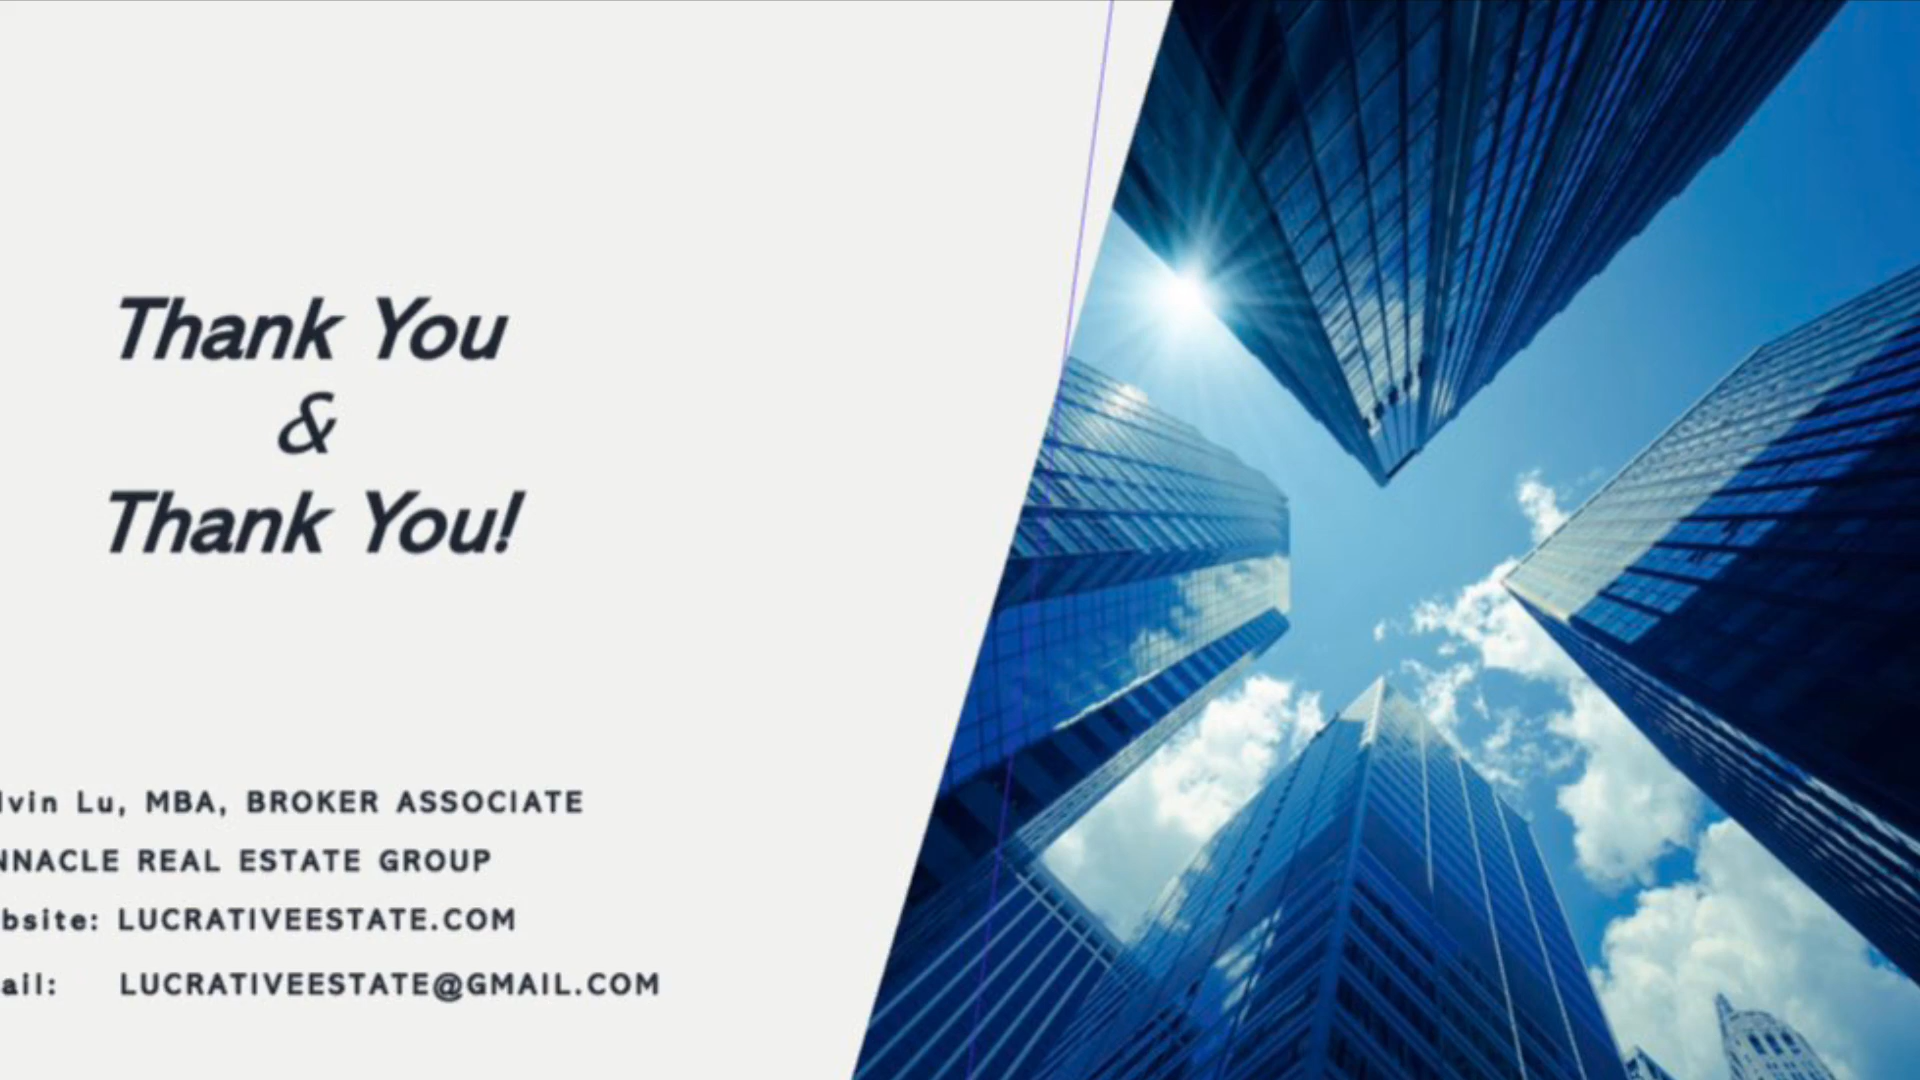 Thank You
&
Thank You!
lvin Lu, MBA, BROKER ASSOCIATE
NNACLE REAL ESTATE GROUP
bsite: LUCRATIVEESTATE.COM
ail: LUCRATIVEESTATE@GMAIL.COM